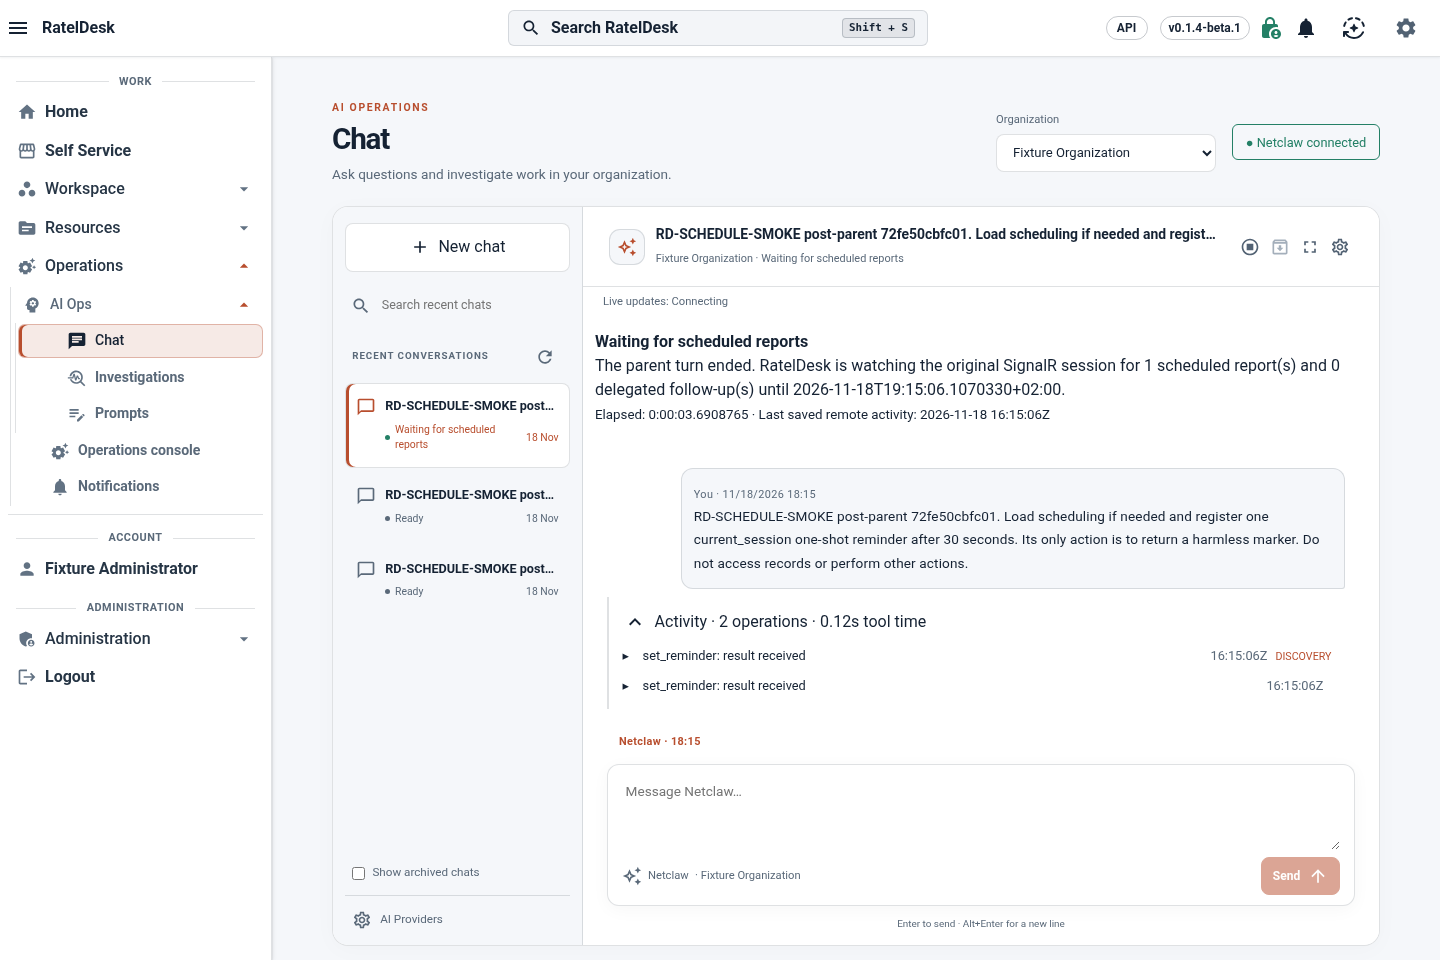 RatelDesk
Search RatelDesk
Shift + S
API
v0.1.4-beta.1
WORK
Home
Self Service
Workspace
Resources
Operations
AI Ops
Chat
Investigations
Prompts
Operations console
Notifications
ACCOUNT
Fixture Administrator
ADMINISTRATION
Administration
Logout
AI OPERATIONS
Chat
Ask questions and investigate work in your organization.
Organization
Fixture Organization
● Netclaw connected
New chat
Search recent chats
RECENT CONVERSATIONS
RD-SCHEDULE-SMOKE post...
Waiting for scheduled
reports
18 Nov
RD-SCHEDULE-SMOKE post...
Ready
18 Nov
RD-SCHEDULE-SMOKE post...
Ready
18 Nov
Show archived chats
AI Providers
RD-SCHEDULE-SMOKE post-parent 72fe50cbfc01. Load scheduling if needed and regist...
Fixture Organization · Waiting for scheduled reports
Live updates: Connecting
Waiting for scheduled reports
The parent turn ended. RatelDesk is watching the original SignalR session for 1 scheduled report(s) and 0
delegated follow-up(s) until 2026-11-18T19:15:06.1070330+02:00.
Elapsed: 0:00:03.6908765 · Last saved remote activity: 2026-11-18 16:15:06Z
You · 11/18/2026 18:15
RD-SCHEDULE-SMOKE post-parent 72fe50cbfc01. Load scheduling if needed and register one
current_session one-shot reminder after 30 seconds. Its only action is to return a harmless marker. Do
not access records or perform other actions.
Activity · 2 operations · 0.12s tool time
set_reminder: result received
16:15:06Z DISCOVERY
set_reminder: result received
16:15:06Z
Netclaw · 18:15
Message Netclaw...
Netclaw · Fixture Organization
Send
Enter to send · Alt+Enter for a new line